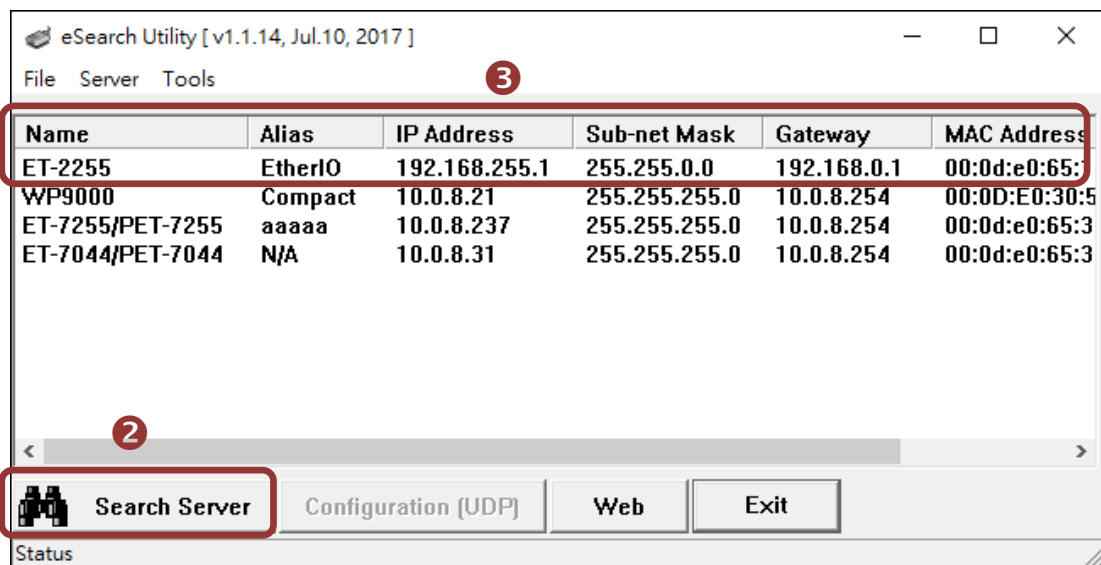 eSearch Utility [ v1.1.14, Jul.10, 2017 ]
File Server Tools
3
Name Alias IP Address Sub-net Mask Gateway MAC Address
ET-2255 EtherIO 192.168.255.1 255.255.0.0 192.168.0.1 00:0d:e0:65:
WP9000 Compact 10.0.8.21 255.255.255.0 10.0.8.254 00:0D:E0:30:5
ET-7255/PET-7255 aaaaa 10.0.8.237 255.255.255.0 10.0.8.254 00:0d:e0:65:3
ET-7044/PET-7044 N/A 10.0.8.31 255.255.255.0 10.0.8.254 00:0d:e0:65:3
2
Search Server Configuration (UDP) Web Exit
Status